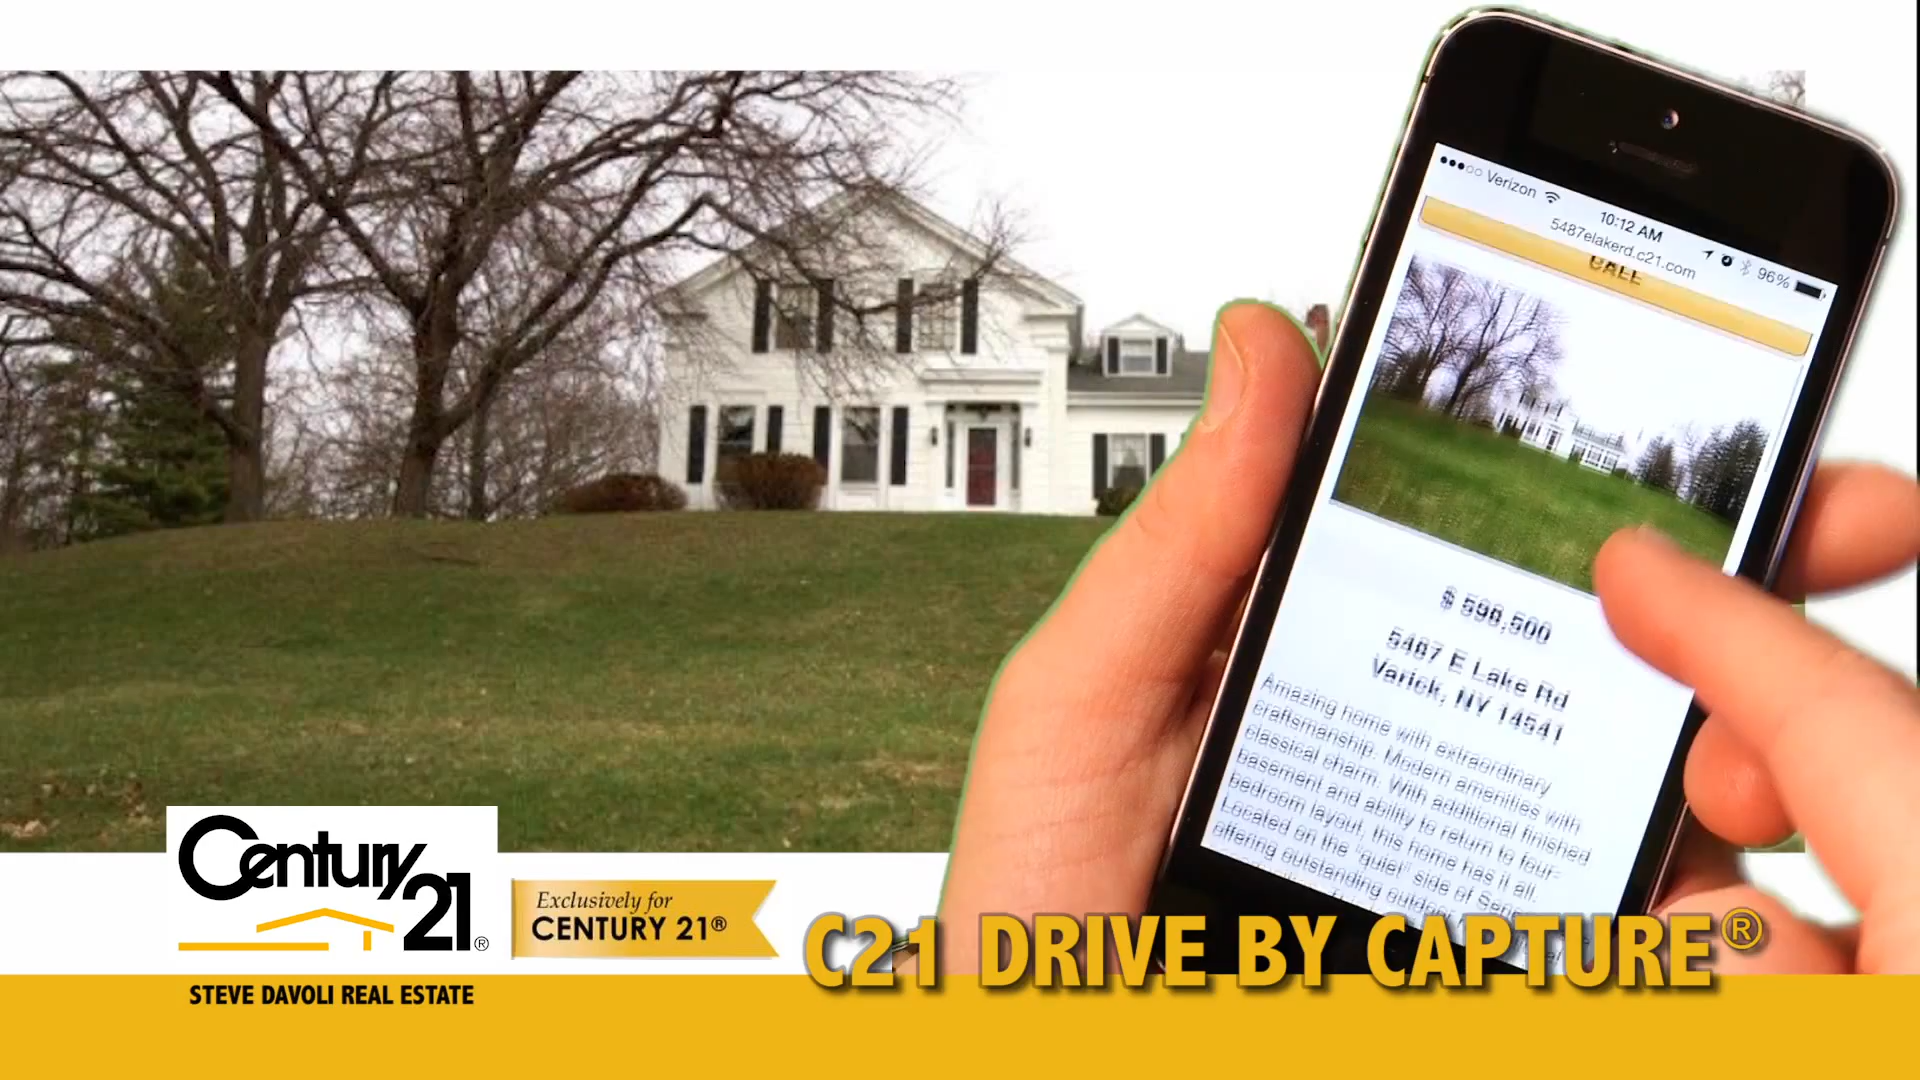 Verizon
10:12 AM
96%
5487elakerd.c21.com
CALL
$ 598,500
5487 E Lake Rd
Varick, NY 14541
Amazing home with extraordinary
craftsmanship. Modern amenities with
classical charm. With additional finished
basement and ability to return to four-
bedroom layout, this home has it all.
Located on the "quiet" side of
offering outstanding outdoor
Century
21®
Exclusively for
CENTURY 21®
C21 DRIVE BY CAPTURE®
STEVE DAVOLI REAL ESTATE